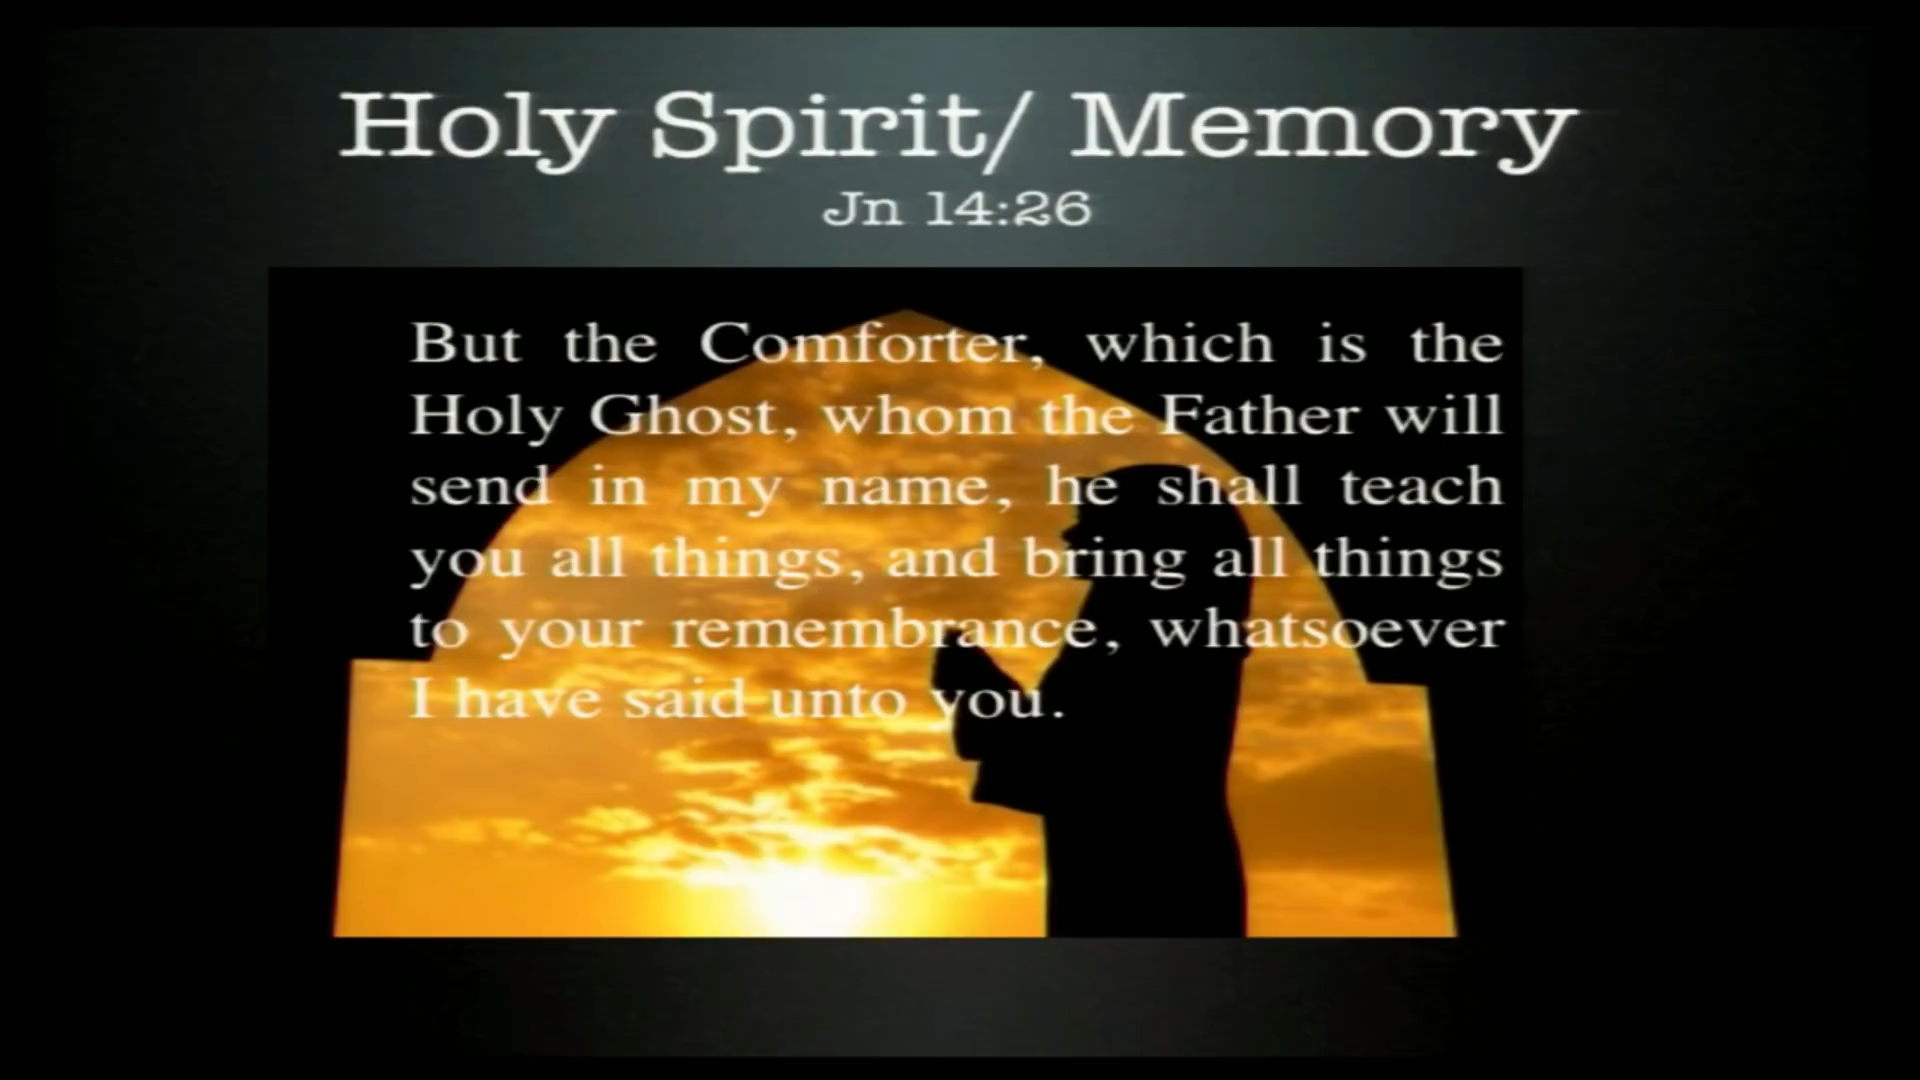 Holy Spirit/ Memory
Jn 14:26
But the Comforter, which is the
Holy Ghost, whom the Father will
send in my name, he shall teach
you all things, and bring all things
to your remembrance, whatsoever
I have said unto you.